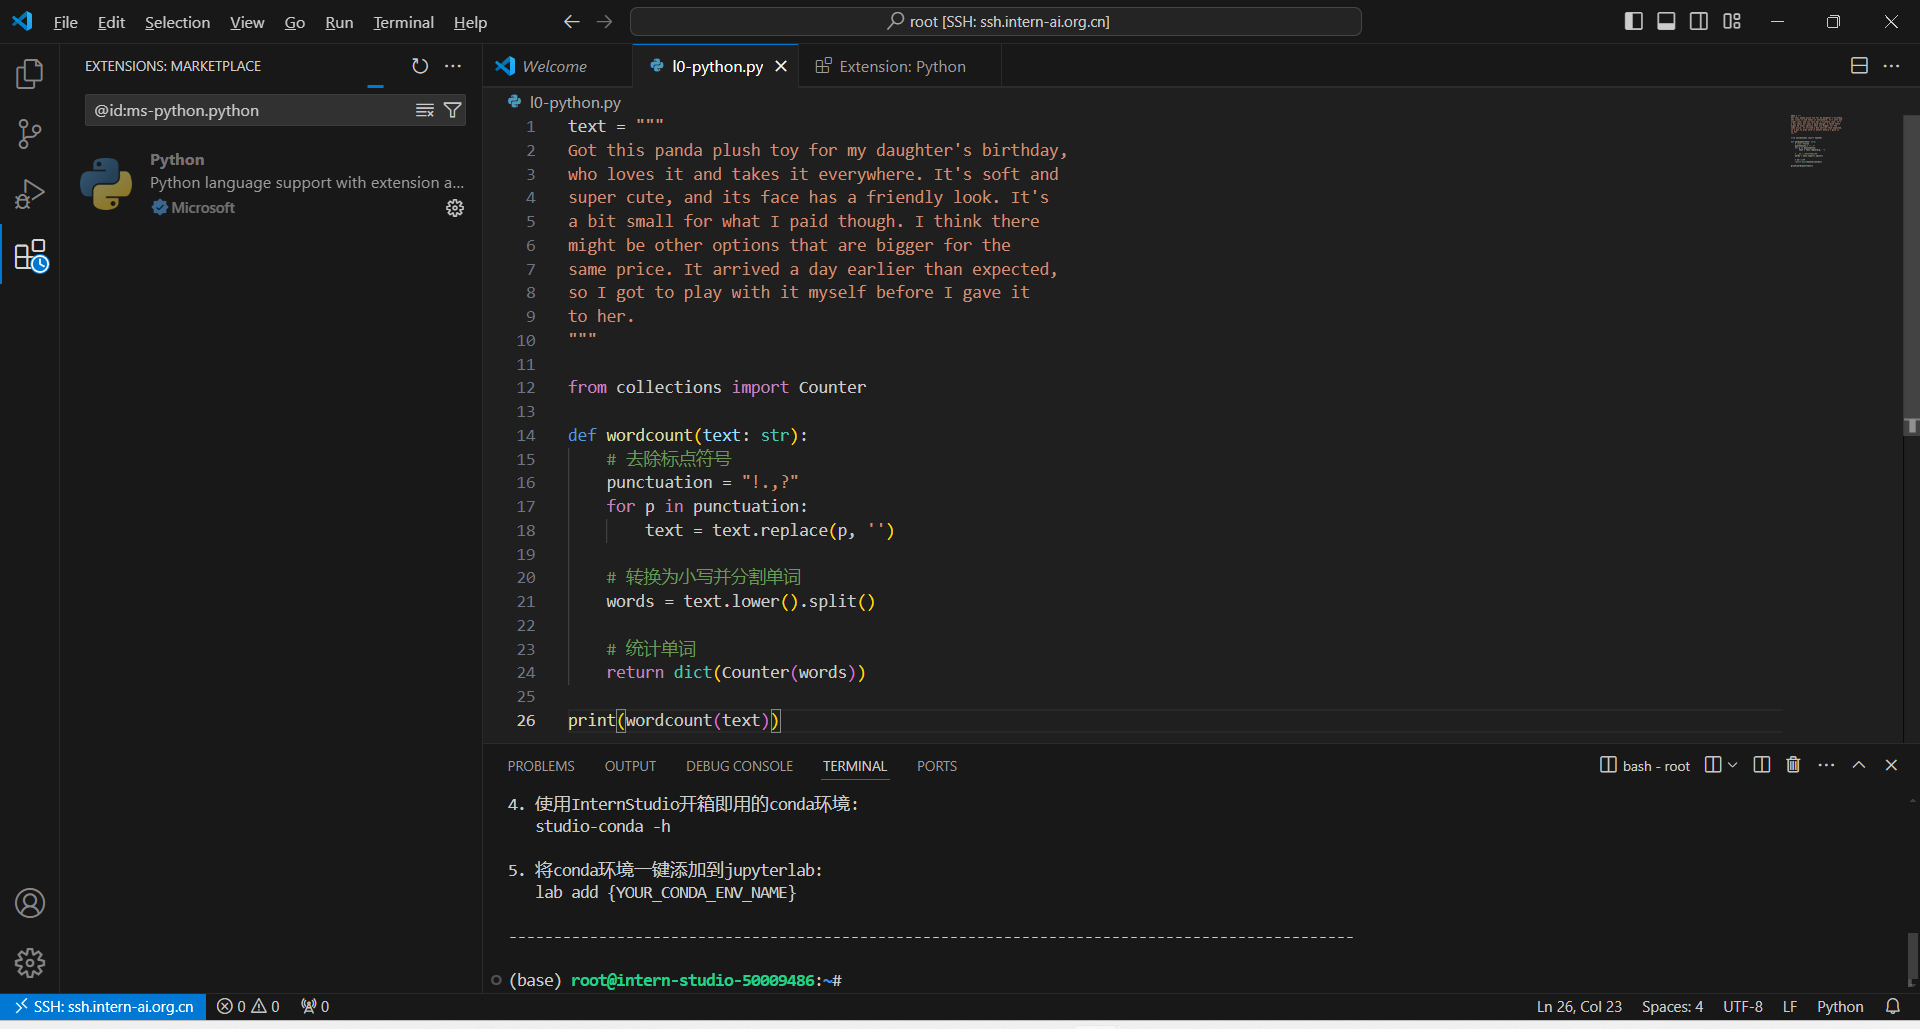 File Edit Selection View Go Run Terminal Help
root [SSH: ssh.intern-ai.org.cn]
EXTENSIONS: MARKETPLACE
@id:ms-python.python
Python
Python language support with extension a...
Microsoft
Welcome
l0-python.py
Extension: Python
l0-python.py
1 text = """
2 Got this panda plush toy for my daughter's birthday,
3 who loves it and takes it everywhere. It's soft and
4 super cute, and its face has a friendly look. It's
5 a bit small for what I paid though. I think there
6 might be other options that are bigger for the
7 same price. It arrived a day earlier than expected,
8 so I got to play with it myself before I gave it
9 to her.
10 """
11
12 from collections import Counter
13
14 def wordcount(text: str):
15     # 去除标点符号
16     punctuation = "!.,?"
17     for p in punctuation:
18         text = text.replace(p, '')
19
20     # 转换为小写并分割单词
21     words = text.lower().split()
22
23     # 统计单词
24     return dict(Counter(words))
25
26 print(wordcount(text))
PROBLEMS OUTPUT DEBUG CONSOLE TERMINAL PORTS
bash - root
4. 使用InternStudio开箱即用的conda环境:
studio-conda -h
5. 将conda环境一键添加到jupyterlab:
lab add {YOUR_CONDA_ENV_NAME}
----------------------------------------------------------------------------------------------
(base) root@intern-studio-50009486:~#
SSH: ssh.intern-ai.org.cn 0 0 0
Ln 26, Col 23 Spaces: 4 UTF-8 LF Python